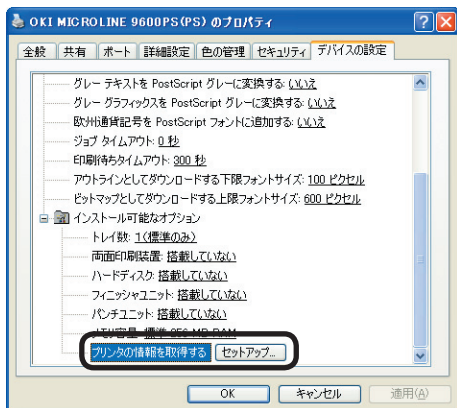 OKI MICROLINE 9600PS(PS) のプロパティ
全般 共有 ポート 詳細設定 色の管理 セキュリティ デバイスの設定
グレー テキストを PostScript グレーに変換する: いいえ
グレー グラフィックスを PostScript グレーに変換する: いいえ
欧州通貨記号を PostScript フォントに追加する: いいえ
ジョブ タイムアウト: 0 秒
印刷待ちタイムアウト: 300 秒
アウトラインとしてダウンロードする下限フォントサイズ: 100 ピクセル
ビットマップとしてダウンロードする上限フォントサイズ: 600 ピクセル
インストール可能なオプション
トレイ数: 1(標準のみ)
両面印刷装置: 搭載していない
ハードディスク: 搭載していない
フィニッシャユニット: 搭載していない
パンチユニット: 搭載していない
メモリ容量: 標準 256 MB RAM
プリンタの情報を取得する セットアップ...
OK キャンセル 適用(A)